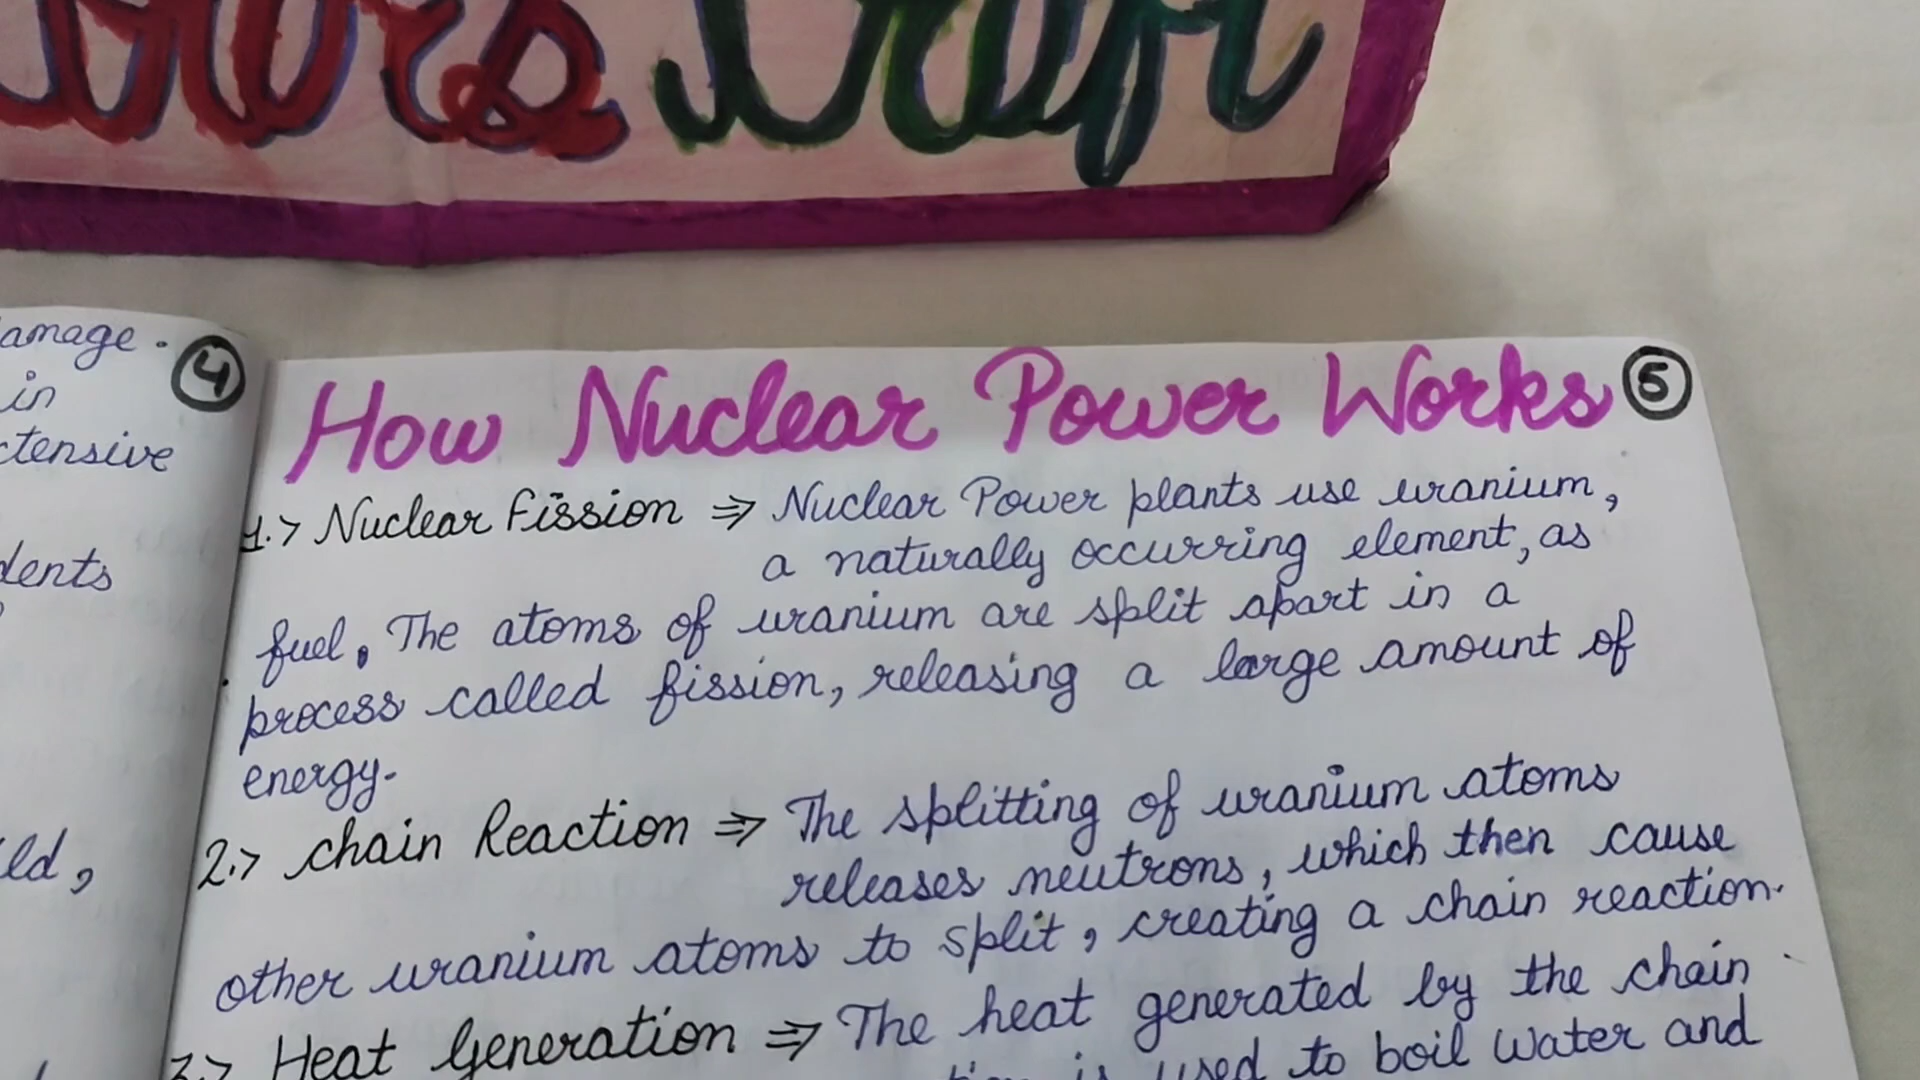 amage.
in
tensive
dents
ld,
4
How Nuclear Power Works
5
1.> Nuclear Fission ⇒ Nuclear Power plants use uranium,
a naturally occurring element, as
fuel. The atoms of uranium are split apart in a
process called fission, releasing a large amount of
energy.
2.> chain Reaction ⇒ The splitting of uranium atoms
releases neutrons, which then cause
other uranium atoms to split, creating a chain reaction.
3.> Heat Generation ⇒ The heat generated by the chain
is used to boil water and